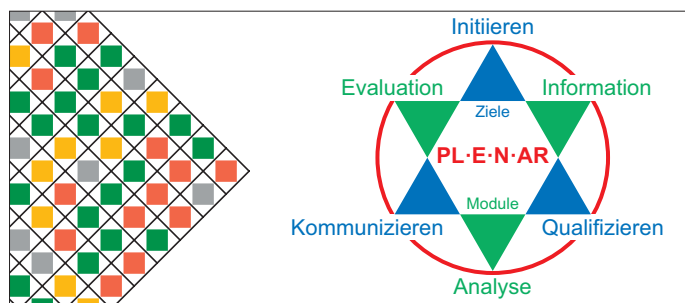 Initiieren
Evaluation
Information
Ziele
PL·E·N·AR
Module
Kommunizieren
Qualifizieren
Analyse